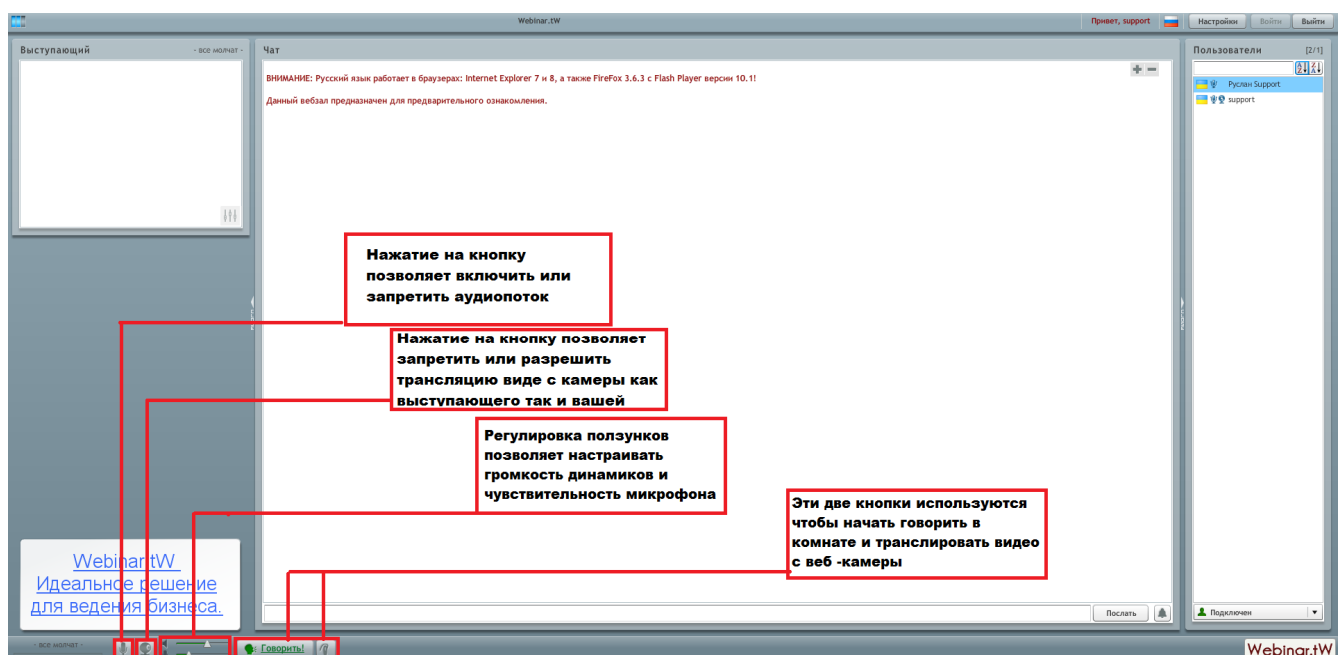 Webinar.tW
Привет, support
Настройки
Войти
Выйти
Выступающий
- все молчат -
Чат
Пользователи
[2/1]
ВНИМАНИЕ: Русский язык работает в браузерах: Internet Explorer 7 и 8, а также FireFox 3.6.3 с Flash Player версии 10.1!
Данный вебзал предназначен для предварительного ознакомления.
Руслан Support
support
Нажатие на кнопку
позволяет включить или
запретить аудиопоток
Нажатие на кнопку позволяет
запретить или разрешить
трансляцию виде с камеры как
выступающего так и вашей
Регулировка ползунков
позволяет настраивать
громкость динамиков и
чувствительность микрофона
Эти две кнопки используются
чтобы начать говорить в
комнате и транслировать видео
с веб -камеры
Webinar.tW
Идеальное решение
для ведения бизнеса.
Послать
Подключен
- все молчат -
Говорить!
Webinar.tW